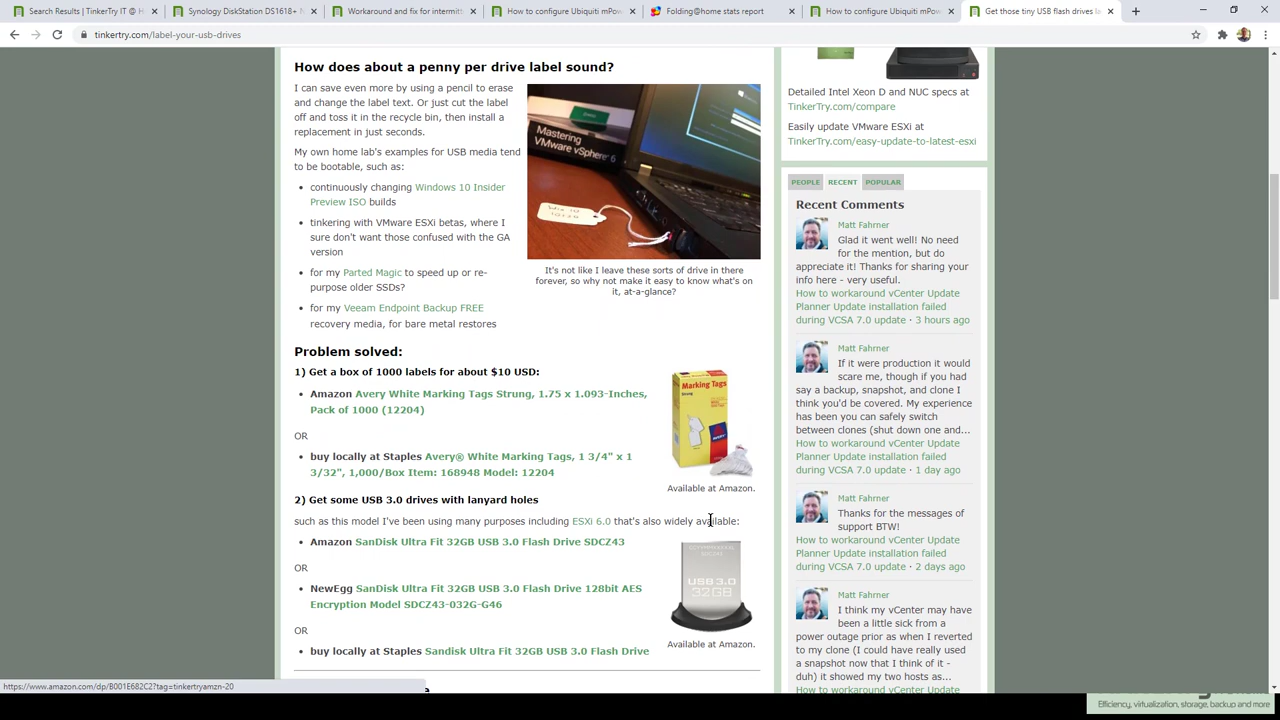 Search Results | TinkerTry IT @ H
Synology DiskStation DS1618+ N
Workaround and fix for intermitt
How to configure Ubiquiti mPow
Folding@home stats report
How to configure Ubiquiti mPow
Get those tiny USB flash drives la
tinkertry.com/label-your-usb-drives
How does about a penny per drive label sound?
I can save even more by using a pencil to erase
and change the label text. Or just cut the label
off and toss it in the recycle bin, then install a
replacement in just seconds.
My own home lab's examples for USB media tend
to be bootable, such as:
continuously changing Windows 10 Insider
Preview ISO builds
tinkering with VMware ESXi betas, where I
sure don't want those confused with the GA
version
for my Parted Magic to speed up or re-
purpose older SSDs?
for my Veeam Endpoint Backup FREE
recovery media, for bare metal restores
Mastering
VMware vSphere 6
It's not like I leave these sorts of drive in there
forever, so why not make it easy to know what's on
it, at-a-glance?
Problem solved:
1) Get a box of 1000 labels for about $10 USD:
Amazon Avery White Marking Tags Strung, 1.75 x 1.093-Inches,
Pack of 1000 (12204)
OR
buy locally at Staples Avery® White Marking Tags, 1 3/4" x 1
3/32", 1,000/Box Item: 168948 Model: 12204
Marking Tags
Strung
AVERY
Available at Amazon.
2) Get some USB 3.0 drives with lanyard holes
such as this model I've been using many purposes including ESXi 6.0 that's also widely available:
Amazon SanDisk Ultra Fit 32GB USB 3.0 Flash Drive SDCZ43
OR
NewEgg SanDisk Ultra Fit 32GB USB 3.0 Flash Drive 128bit AES
Encryption Model SDCZ43-032G-G46
OR
buy locally at Staples Sandisk Ultra Fit 32GB USB 3.0 Flash Drive
USB 3.0
32GB
Available at Amazon.
Detailed Intel Xeon D and NUC specs at
TinkerTry.com/compare
Easily update VMware ESXi at
TinkerTry.com/easy-update-to-latest-esxi
PEOPLE
RECENT
POPULAR
Recent Comments
Matt Fahrner
Glad it went well! No need
for the mention, but do
appreciate it! Thanks for sharing your
info here - very useful.
How to workaround vCenter Update
Planner Update installation failed
during VCSA 7.0 update · 3 hours ago
Matt Fahrner
If it were production it would
scare me, though if you had
say a backup, snapshot, and clone I
think you'd be covered. My experience
has been you can safely switch
between clones (shut down one and...
How to workaround vCenter Update
Planner Update installation failed
during VCSA 7.0 update · 1 day ago
Matt Fahrner
Thanks for the messages of
support BTW!
How to workaround vCenter Update
Planner Update installation failed
during VCSA 7.0 update · 2 days ago
Matt Fahrner
I think my vCenter may have
been a little sick from a
power outage prior as when I reverted
to my clone (I could have really used
a snapshot now that I think of it -
duh) it showed my two hosts as...
How to workaround vCenter Update
https://www.amazon.com/dp/B001E682C2?tag=tinkertryamzn-20
Efficiency, virtualization, storage, backup and more